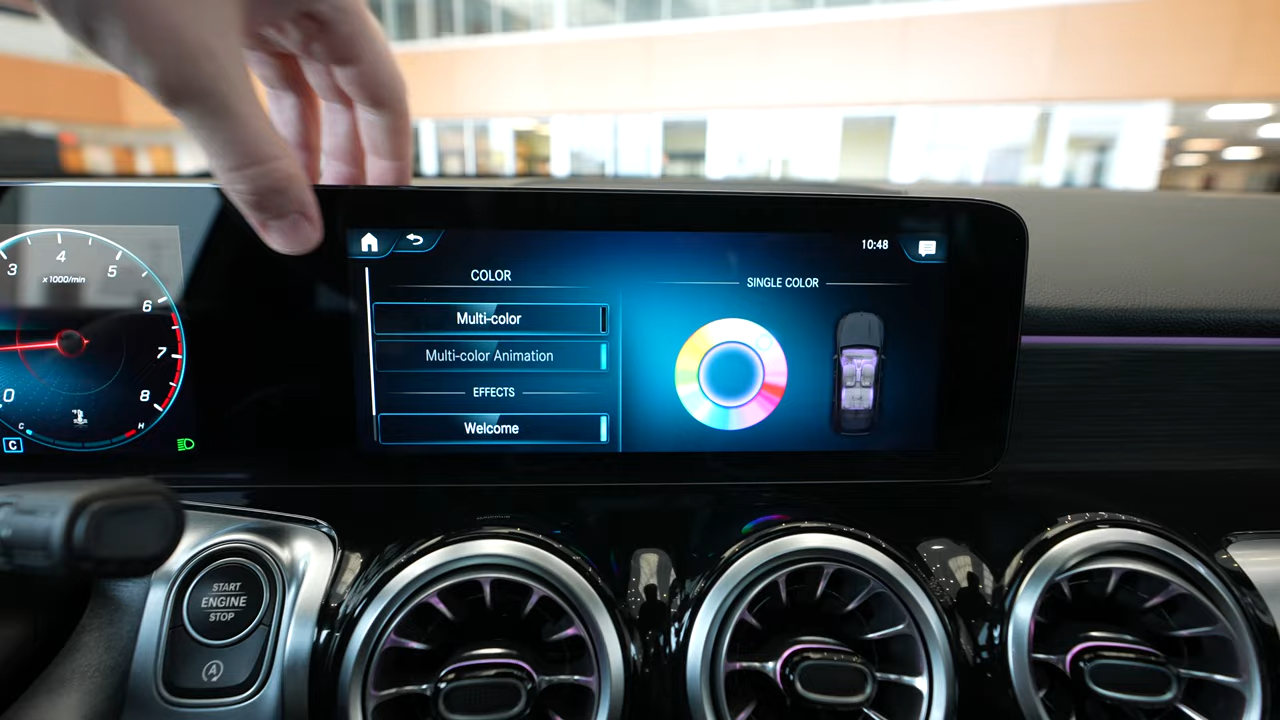 3
4
5
6
7
8
0
x1000/min
C
H
C
10:48
COLOR
Multi-color
Multi-color Animation
EFFECTS
Welcome
SINGLE COLOR
START
ENGINE
STOP
A